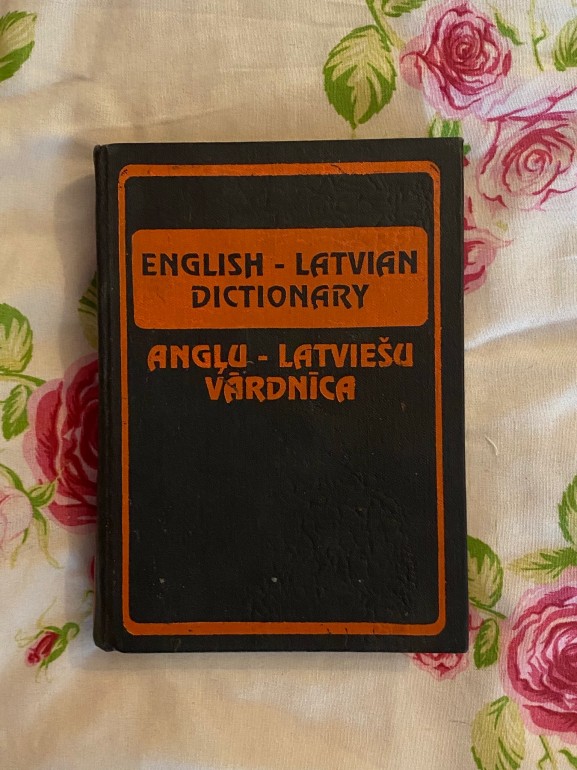 ENGLISH - LATVIAN
DICTIONARY
ANGĻU - LATVIEŠU
VĀRDNĪCA